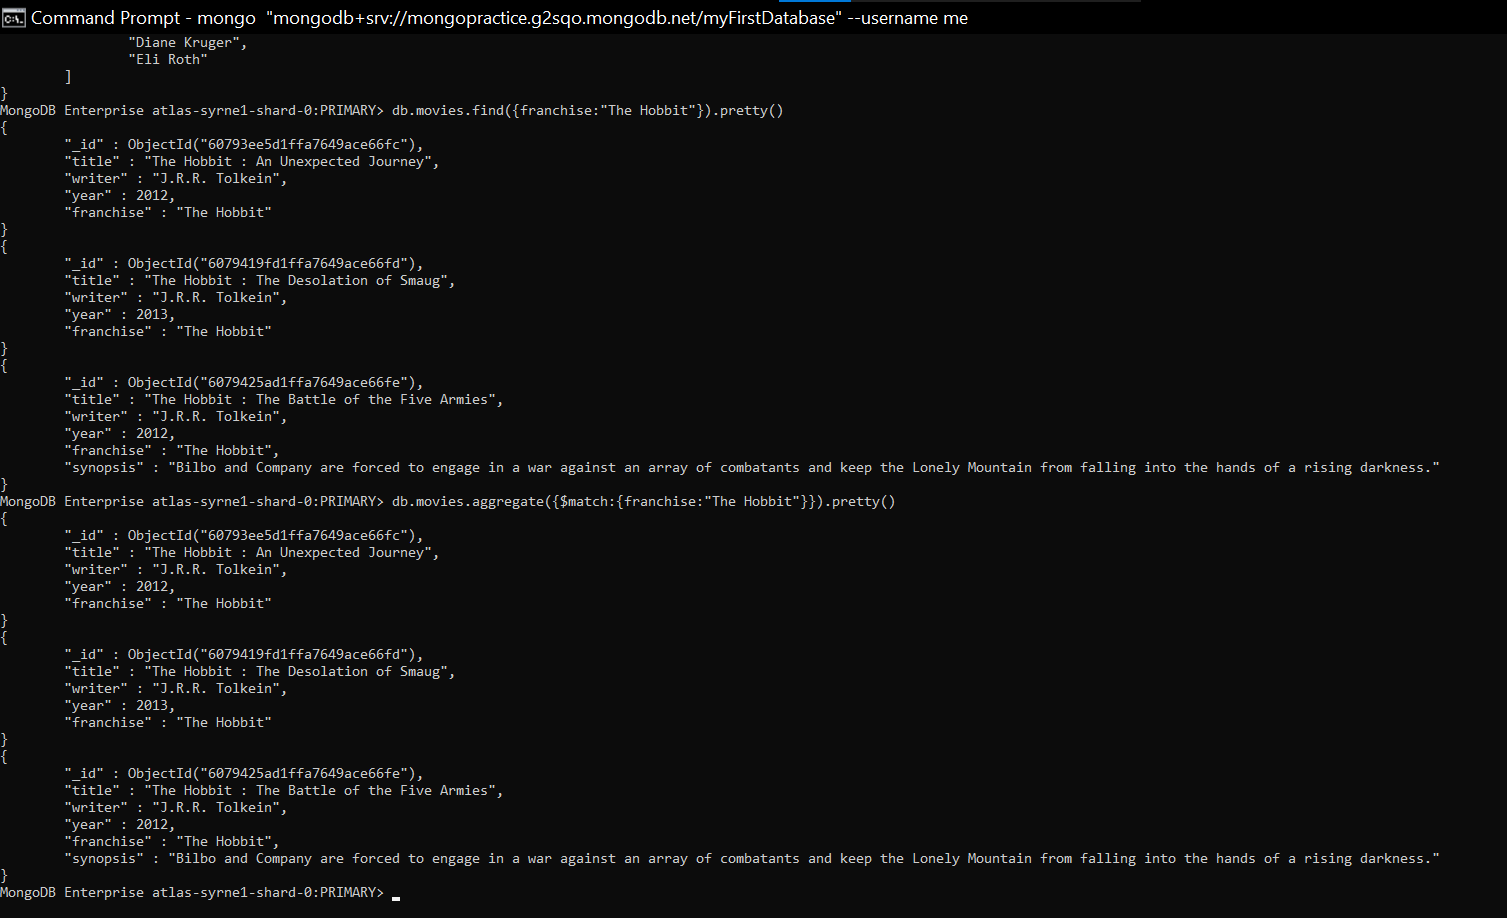 Command Prompt - mongo "mongodb+srv://mongopractice.g2sqo.mongodb.net/myFirstDatabase" --username me
"Diane Kruger",
"Eli Roth"
]
}
MongoDB Enterprise atlas-syrne1-shard-0:PRIMARY> db.movies.find({franchise:"The Hobbit"}).pretty()
{
"_id" : ObjectId("60793ee5d1ffa7649ace66fc"),
"title" : "The Hobbit : An Unexpected Journey",
"writer" : "J.R.R. Tolkein",
"year" : 2012,
"franchise" : "The Hobbit"
}
{
"_id" : ObjectId("6079419fd1ffa7649ace66fd"),
"title" : "The Hobbit : The Desolation of Smaug",
"writer" : "J.R.R. Tolkein",
"year" : 2013,
"franchise" : "The Hobbit"
}
{
"_id" : ObjectId("6079425ad1ffa7649ace66fe"),
"title" : "The Hobbit : The Battle of the Five Armies",
"writer" : "J.R.R. Tolkein",
"year" : 2012,
"franchise" : "The Hobbit",
"synopsis" : "Bilbo and Company are forced to engage in a war against an array of combatants and keep the Lonely Mountain from falling into the hands of a rising darkness."
}
MongoDB Enterprise atlas-syrne1-shard-0:PRIMARY> db.movies.aggregate({$match:{franchise:"The Hobbit"}}).pretty()
{
"_id" : ObjectId("60793ee5d1ffa7649ace66fc"),
"title" : "The Hobbit : An Unexpected Journey",
"writer" : "J.R.R. Tolkein",
"year" : 2012,
"franchise" : "The Hobbit"
}
{
"_id" : ObjectId("6079419fd1ffa7649ace66fd"),
"title" : "The Hobbit : The Desolation of Smaug",
"writer" : "J.R.R. Tolkein",
"year" : 2013,
"franchise" : "The Hobbit"
}
{
"_id" : ObjectId("6079425ad1ffa7649ace66fe"),
"title" : "The Hobbit : The Battle of the Five Armies",
"writer" : "J.R.R. Tolkein",
"year" : 2012,
"franchise" : "The Hobbit",
"synopsis" : "Bilbo and Company are forced to engage in a war against an array of combatants and keep the Lonely Mountain from falling into the hands of a rising darkness."
}
MongoDB Enterprise atlas-syrne1-shard-0:PRIMARY>